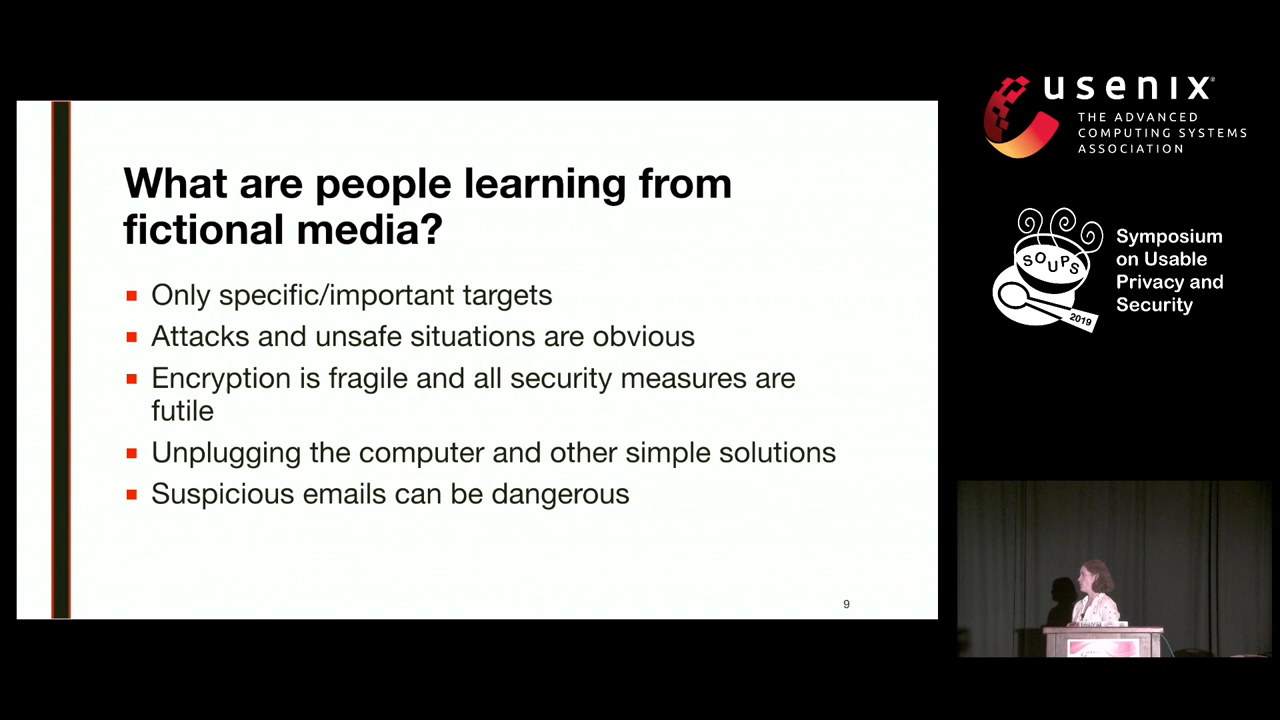 What are people learning from
fictional media?
■ Only specific/important targets
■ Attacks and unsafe situations are obvious
■ Encryption is fragile and all security measures are
futile
■ Unplugging the computer and other simple solutions
■ Suspicious emails can be dangerous
9
usenix®
THE ADVANCED
COMPUTING SYSTEMS
ASSOCIATION
SOUPS
2019
Symposium
on Usable
Privacy and
Security